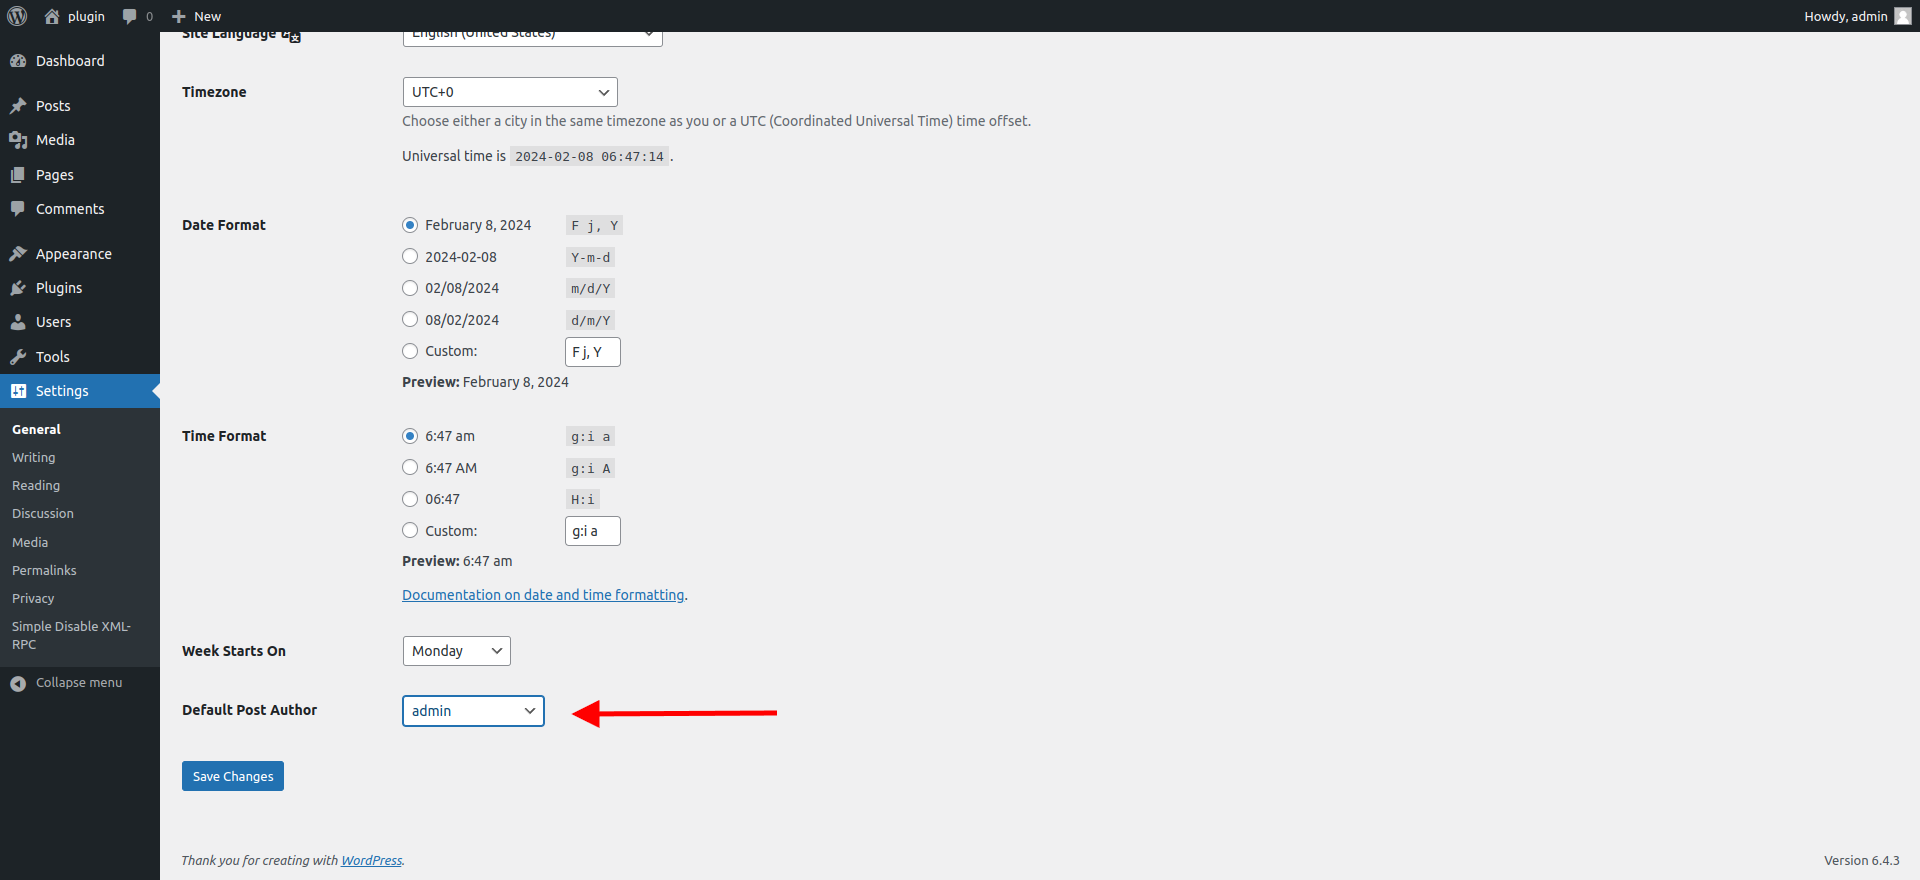 plugin
0
New
Howdy, admin
Dashboard
Posts
Media
Pages
Comments
Appearance
Plugins
Users
Tools
Settings
General
Writing
Reading
Discussion
Media
Permalinks
Privacy
Simple Disable XML-
RPC
Collapse menu
Site Language
English (United States)
Timezone
UTC+0
Choose either a city in the same timezone as you or a UTC (Coordinated Universal Time) time offset.
Universal time is 2024-02-08 06:47:14 .
Date Format
February 8, 2024 F j, Y
2024-02-08 Y-m-d
02/08/2024 m/d/Y
08/02/2024 d/m/Y
Custom: F j, Y
Preview: February 8, 2024
Time Format
6:47 am g:i a
6:47 AM g:i A
06:47 H:i
Custom: g:i a
Preview: 6:47 am
Documentation on date and time formatting.
Week Starts On
Monday
Default Post Author
admin
Save Changes
Thank you for creating with WordPress.
Version 6.4.3